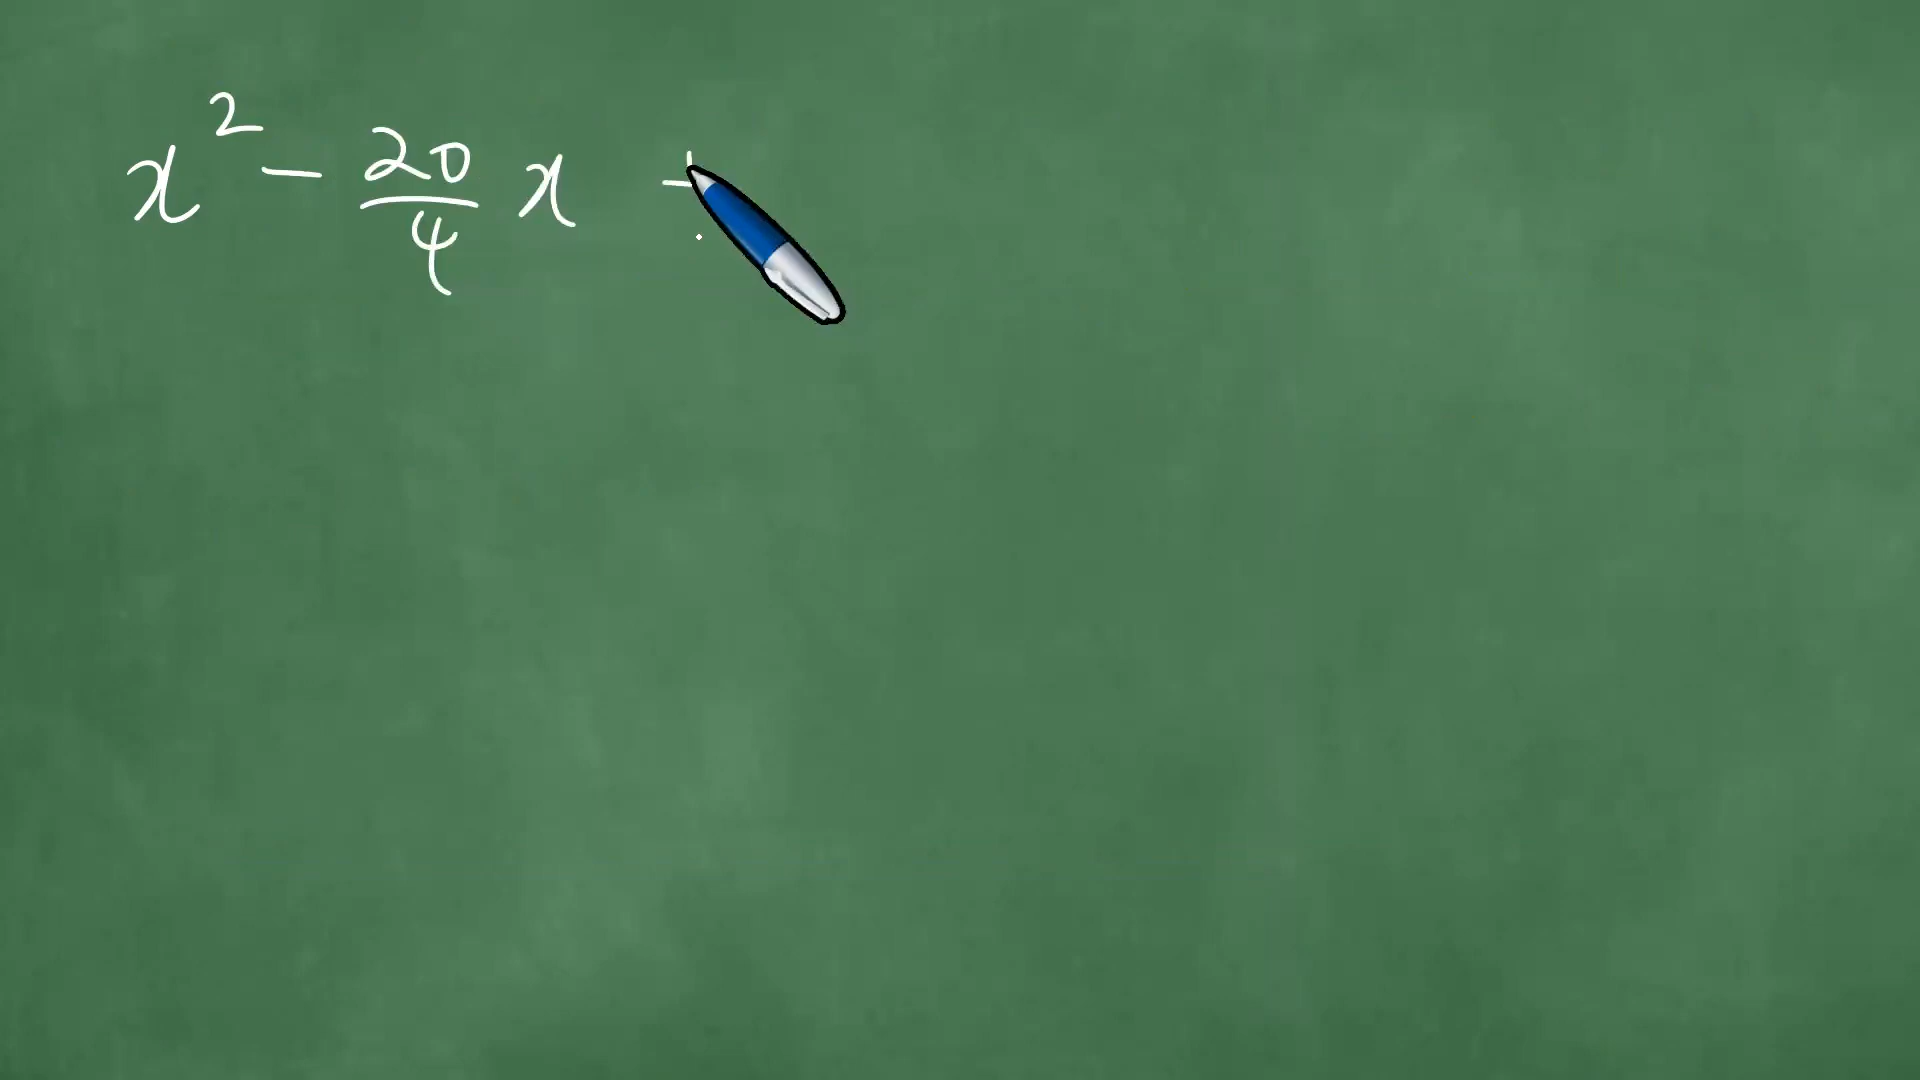 x² - 20/4 x +